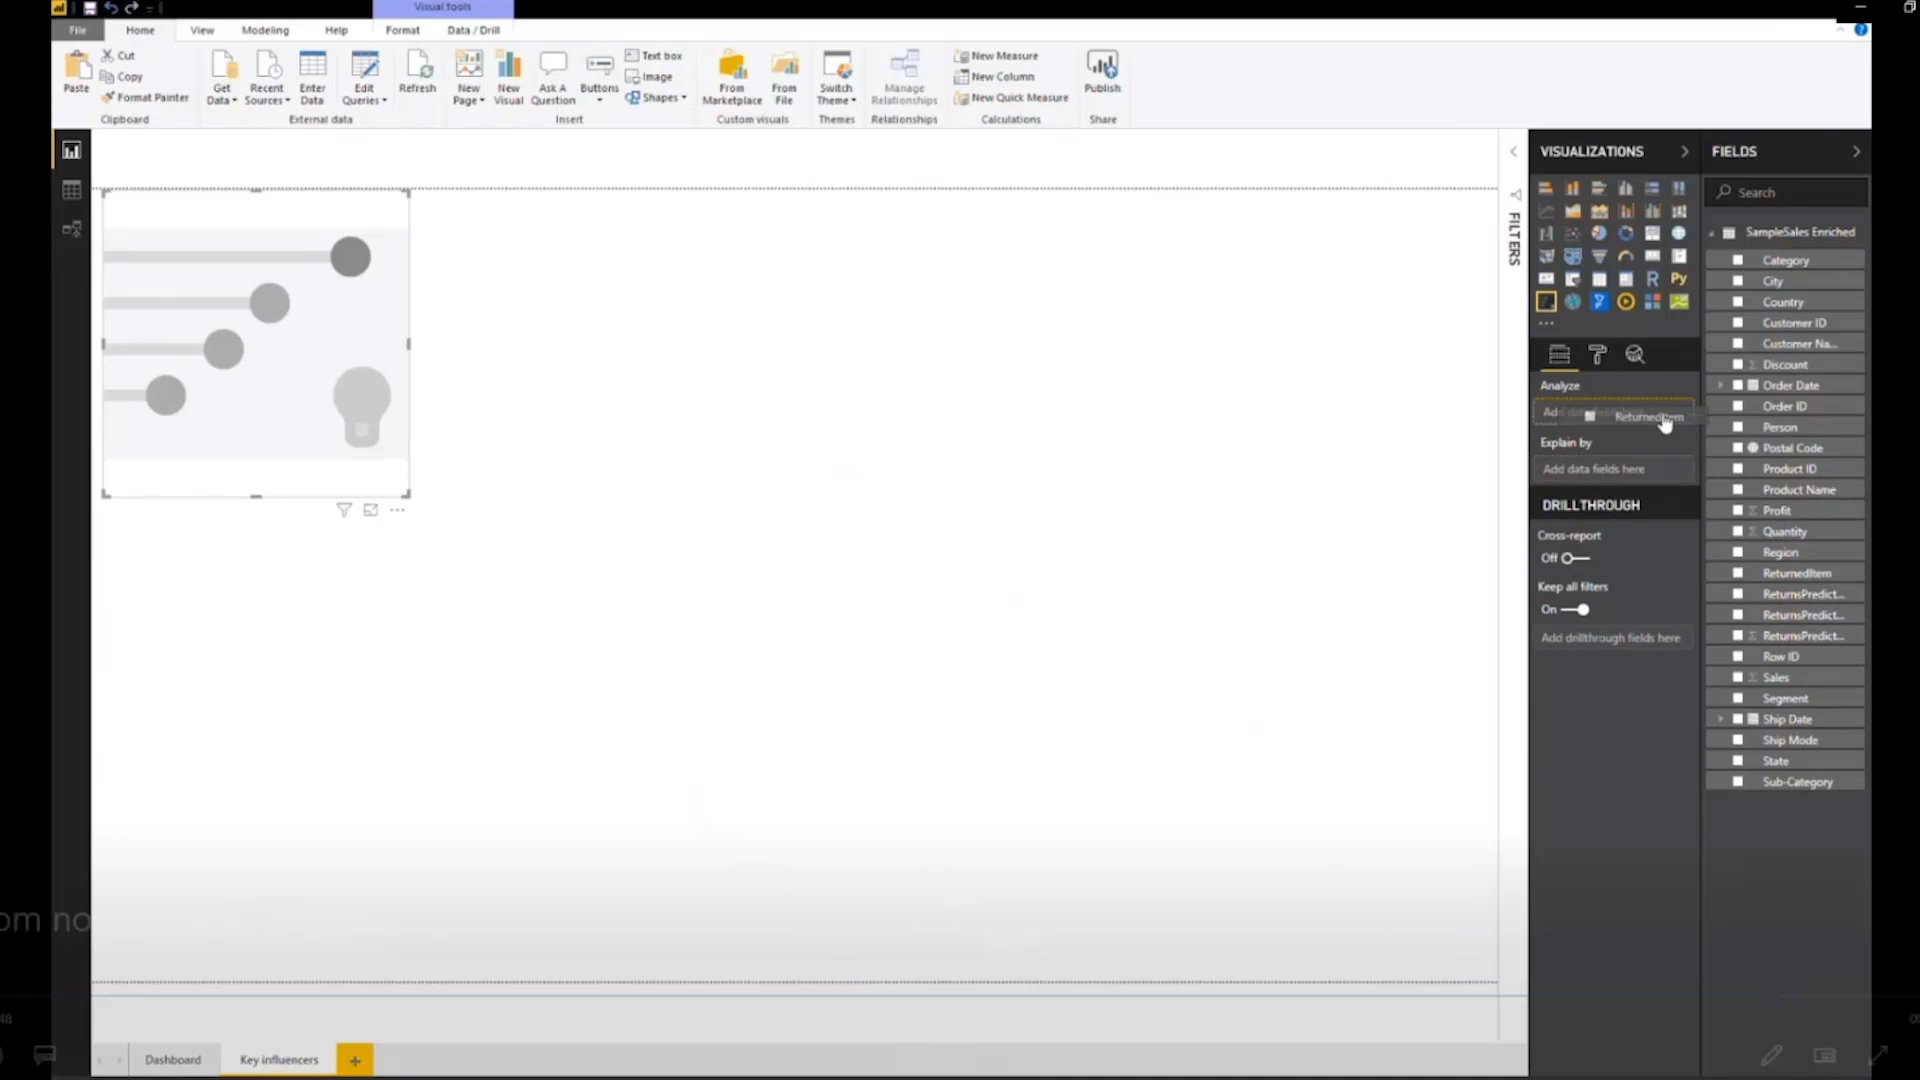 Visual tools
File
Home
View
Modeling
Help
Format
Data / Drill
Paste
Cut
Copy
Format Painter
Clipboard
Get Data
Recent Sources
Enter Data
Edit Queries
External data
Refresh
New Page
New Visual
Ask A Question
Buttons
Text box
Image
Shapes
Insert
From Marketplace
From File
Custom visuals
Switch Theme
Themes
Manage Relationships
Relationships
New Measure
New Column
New Quick Measure
Calculations
Publish
Share
FILTERS
VISUALIZATIONS
R
Py
Analyze
Add
ReturnedItem
Explain by
Add data fields here
DRILLTHROUGH
Cross-report
Off
Keep all filters
On
Add drillthrough fields here
FIELDS
Search
SampleSales Enriched
Category
City
Country
Customer ID
Customer Na...
Discount
Order Date
Order ID
Person
Postal Code
Product ID
Product Name
Profit
Quantity
Region
ReturnedItem
ReturnsPredict...
ReturnsPredict...
ReturnsPredict...
Row ID
Sales
Segment
Ship Date
Ship Mode
State
Sub-Category
om no
48
Dashboard
Key influencers